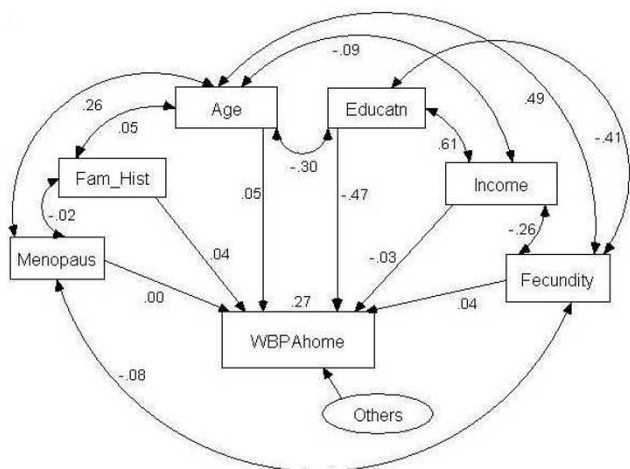 -.09
Age
Educatn
.26
.05
.49
-.41
-.30
.61
Fam_Hist
Income
.05
-.47
-.02
-.26
Menopaus
.04
-.03
Fecundity
.00
.27
.04
WBPAhome
-.08
Others